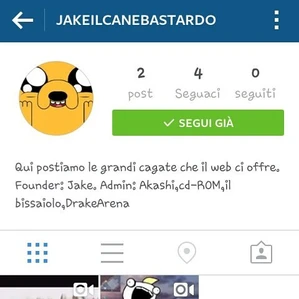 JAKEILCANEBASTARDO
2 4 0
post Seguaci seguiti
SEGUI GIÀ
Qui postiamo le grandi cagate che il web ci offre.
Founder: Jake. Admin: Akashi,cd-ROM,il
bissaiolo,DrakeArena